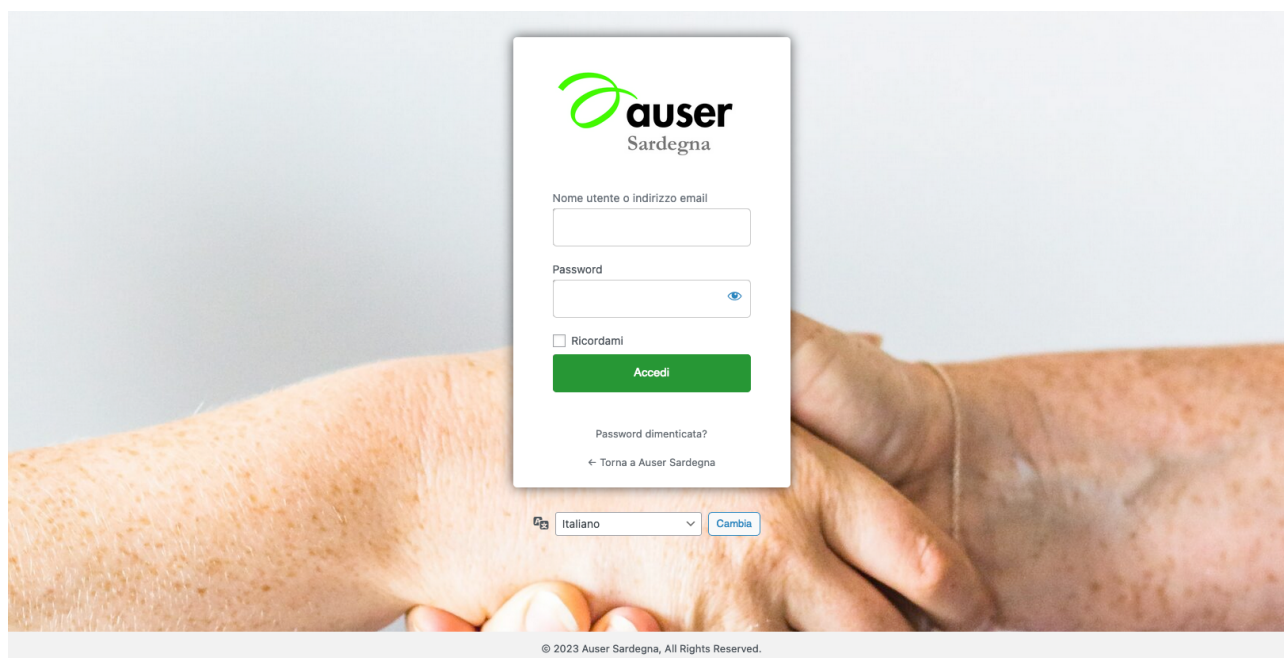 auser
Sardegna
Nome utente o indirizzo email
Password
Ricordami
Accedi
Password dimenticata?
← Torna a Auser Sardegna
Italiano
Cambia
© 2023 Auser Sardegna, All Rights Reserved.